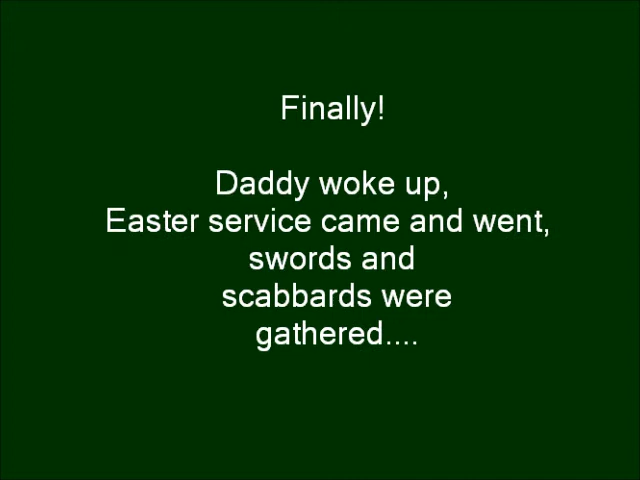 Finally!
Daddy woke up,
Easter service came and went,
swords and
scabbards were
gathered....